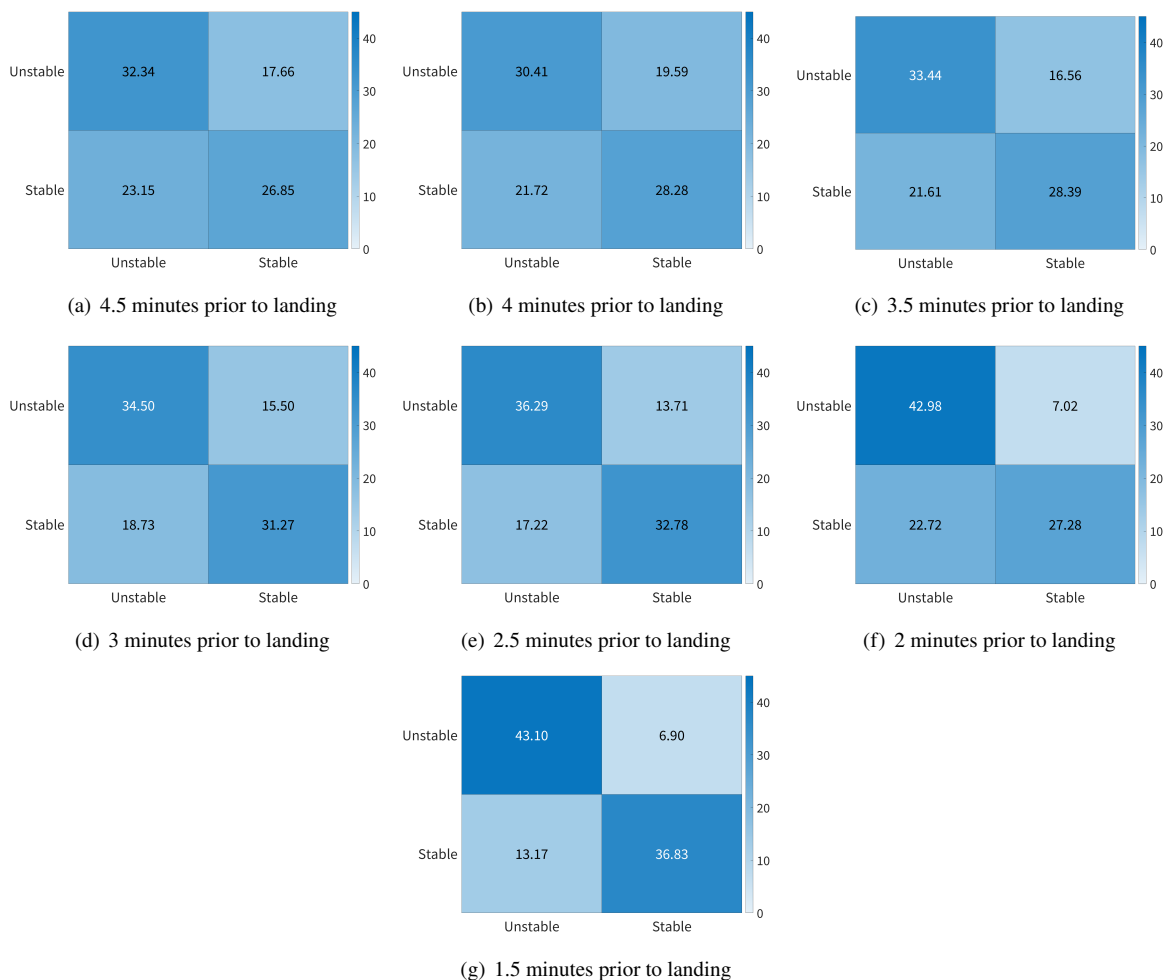 Unstable 32.34 17.66 40
30
20
Stable 23.15 26.85 10
0
Unstable Stable
(a) 4.5 minutes prior to landing
Unstable 30.41 19.59 40
30
20
Stable 21.72 28.28 10
0
Unstable Stable
(b) 4 minutes prior to landing
Unstable 33.44 16.56 40
30
20
Stable 21.61 28.39 10
0
Unstable Stable
(c) 3.5 minutes prior to landing
Unstable 34.50 15.50 40
30
20
Stable 18.73 31.27 10
0
Unstable Stable
(d) 3 minutes prior to landing
Unstable 36.29 13.71 40
30
20
Stable 17.22 32.78 10
0
Unstable Stable
(e) 2.5 minutes prior to landing
Unstable 42.98 7.02 40
30
20
Stable 22.72 27.28 10
0
Unstable Stable
(f) 2 minutes prior to landing
Unstable 43.10 6.90 40
30
20
Stable 13.17 36.83 10
0
Unstable Stable
(g) 1.5 minutes prior to landing